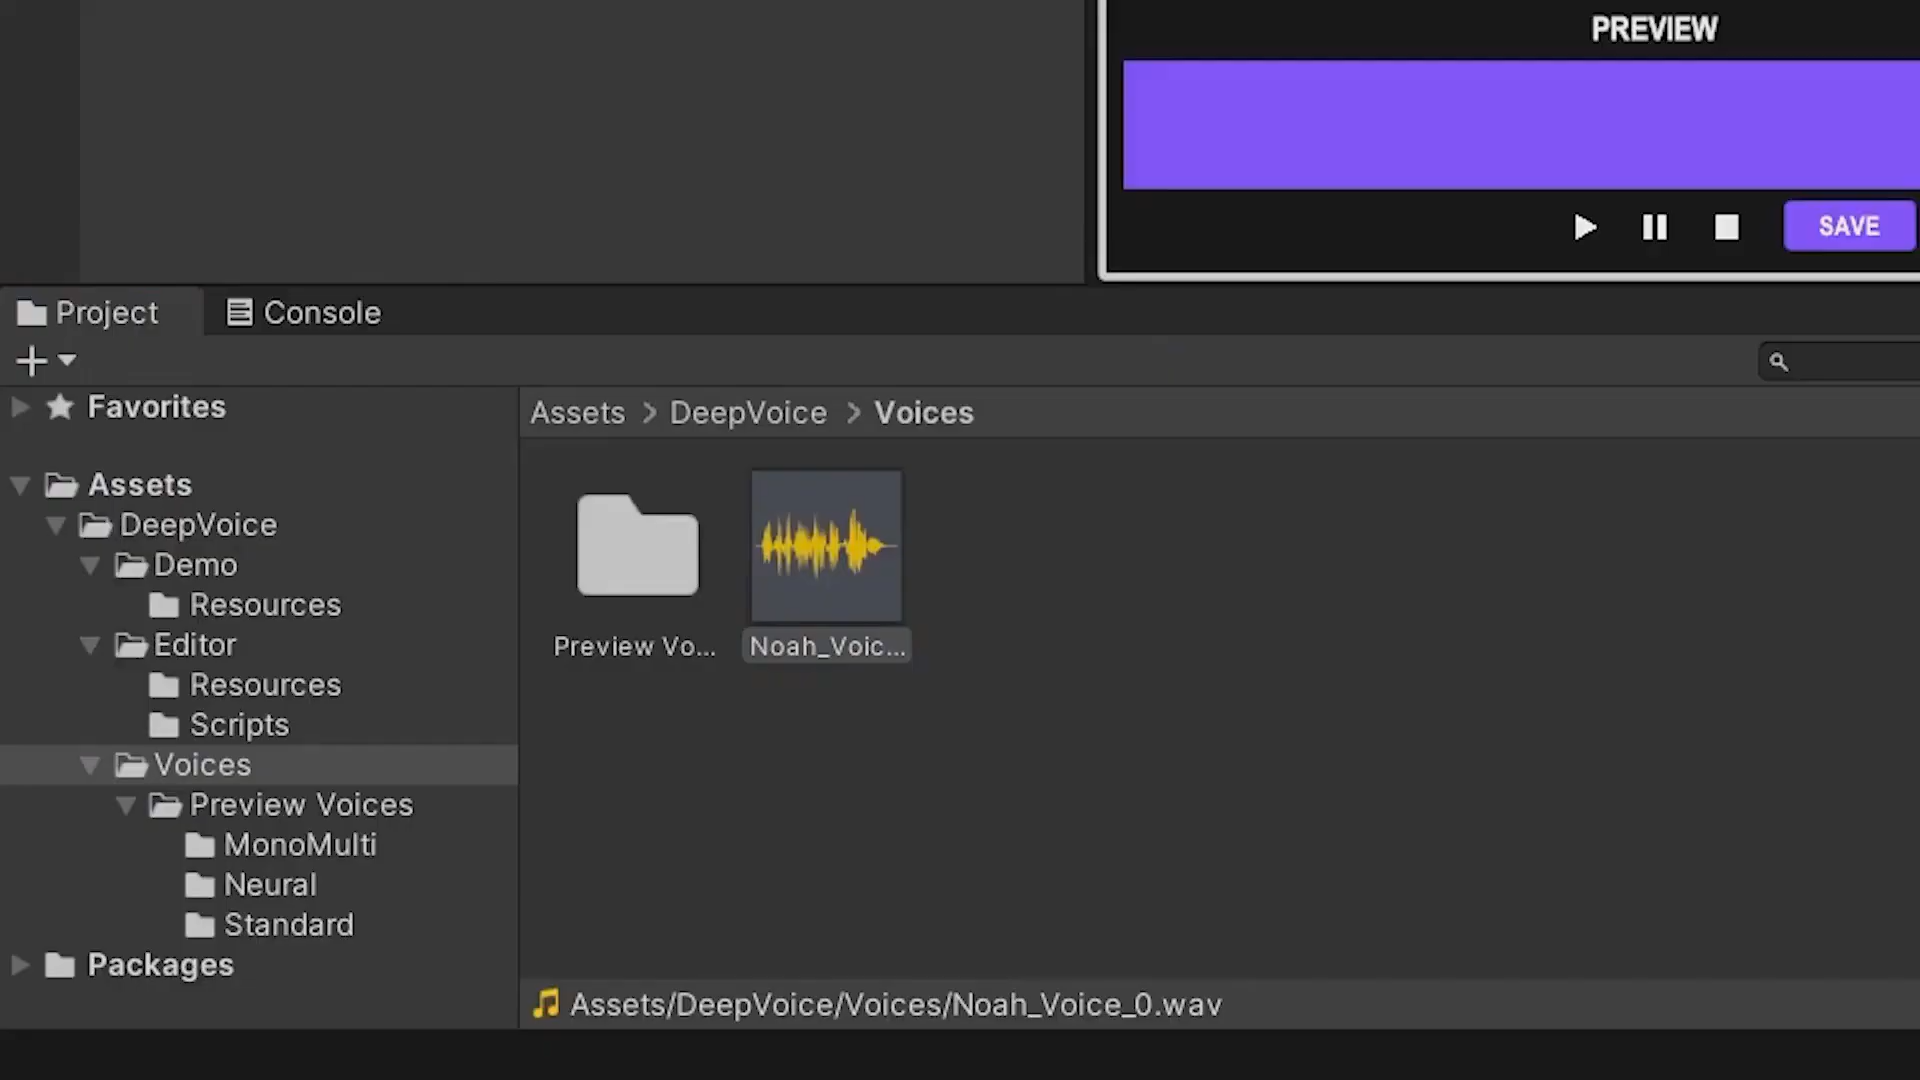 PREVIEW
SAVE
Project
Console
Favorites
Assets
DeepVoice
Demo
Resources
Editor
Resources
Scripts
Voices
Preview Voices
MonoMulti
Neural
Standard
Packages
Assets > DeepVoice > Voices
Preview Vo...
Noah_Voic...
Assets/DeepVoice/Voices/Noah_Voice_0.wav